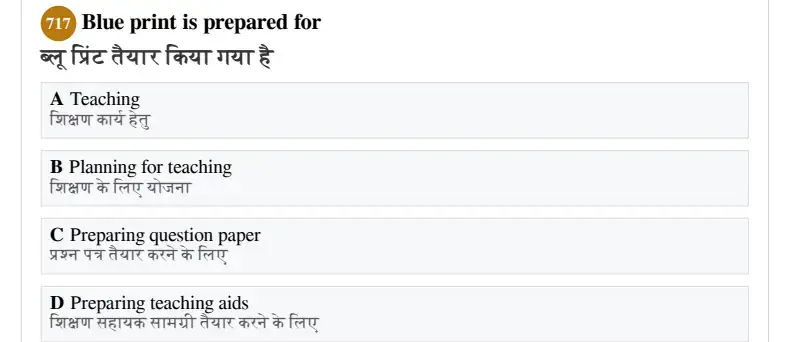 717 Blue print is prepared for
ब्लू प्रिंट तैयार किया गया है
A Teaching
शिक्षण कार्य हेतु
B Planning for teaching
शिक्षण के लिए योजना
C Preparing question paper
प्रश्न पत्र तैयार करने के लिए
D Preparing teaching aids
शिक्षण सहायक सामग्री तैयार करने के लिए